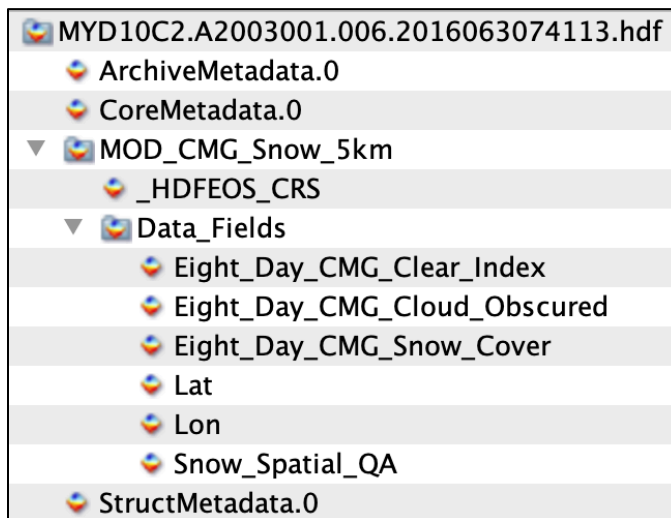 MYD10C2.A2003001.006.2016063074113.hdf
ArchiveMetadata.0
CoreMetadata.0
MOD_CMG_Snow_5km
_HDFEOS_CRS
Data_Fields
Eight_Day_CMG_Clear_Index
Eight_Day_CMG_Cloud_Obscured
Eight_Day_CMG_Snow_Cover
Lat
Lon
Snow_Spatial_QA
StructMetadata.0